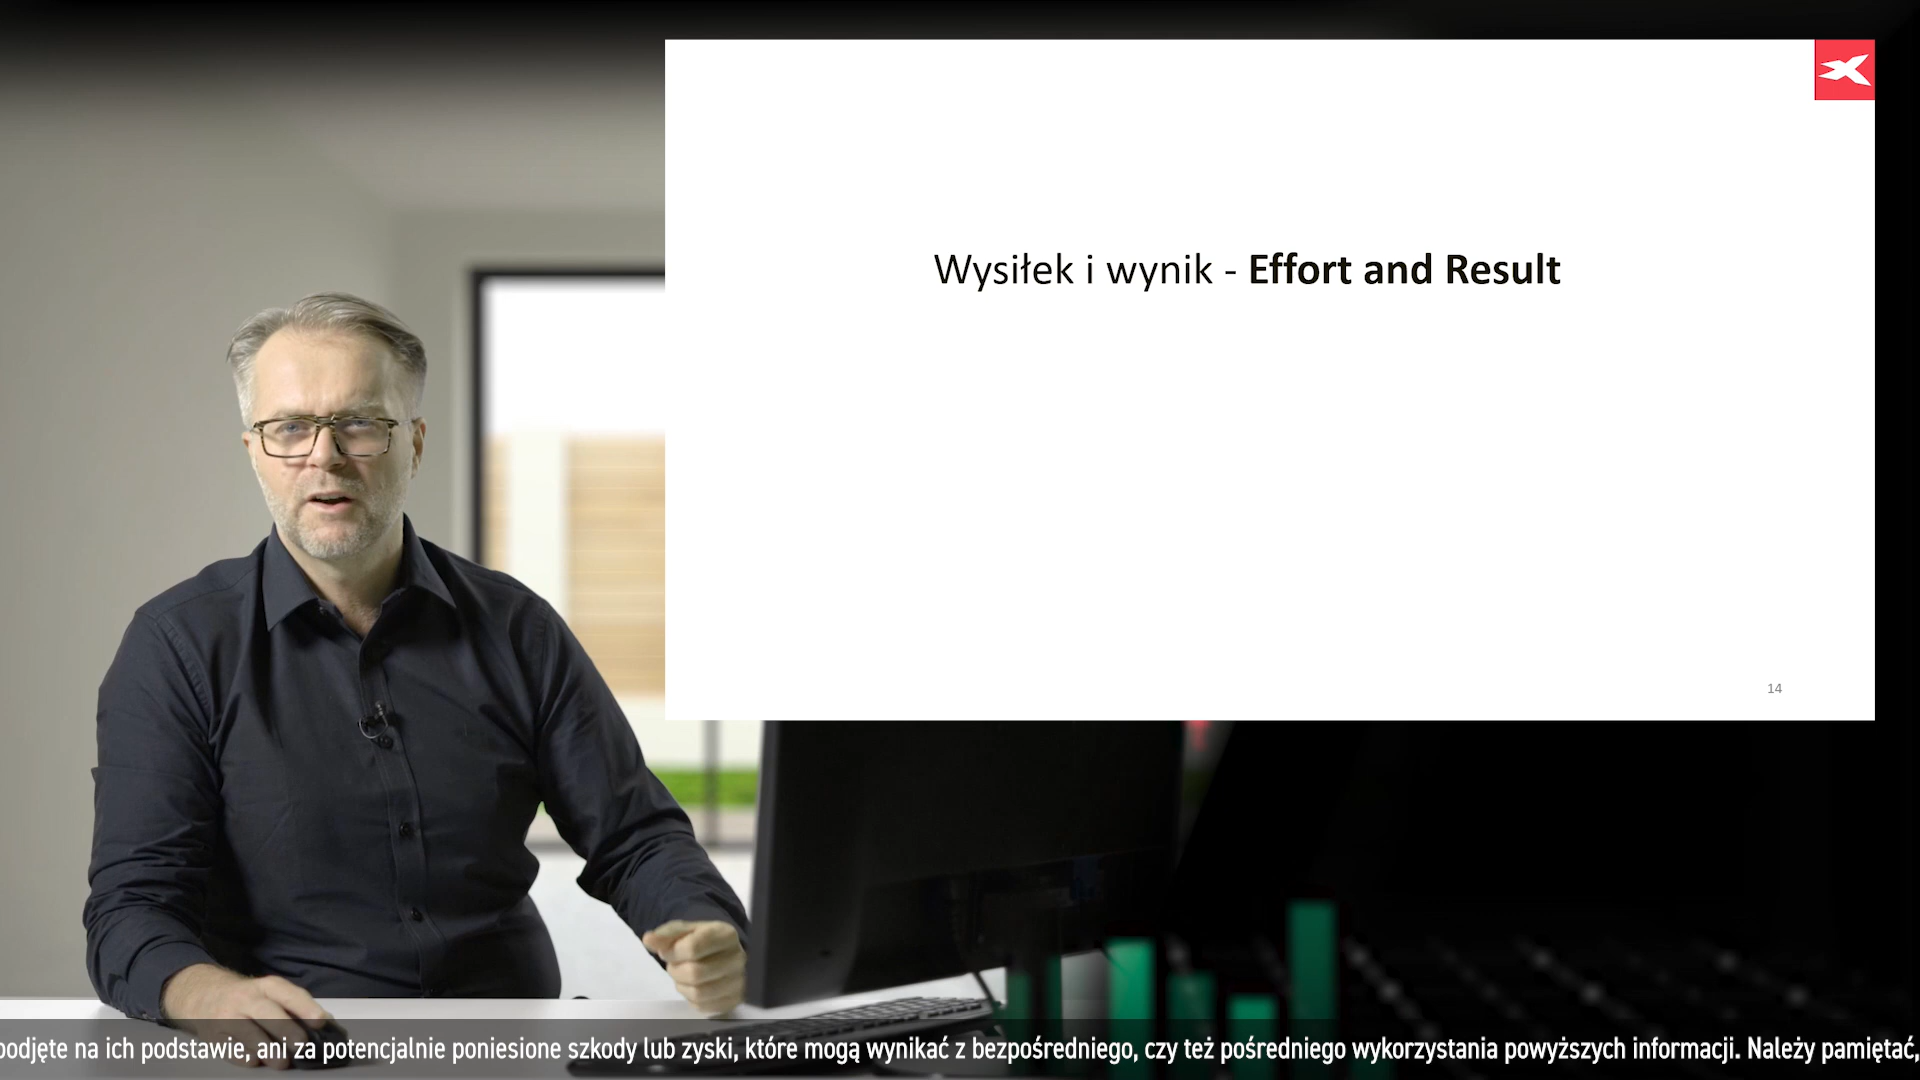 Wysiłek i wynik - Effort and Result
14
podjęte na ich podstawie, ani za potencjalnie poniesione szkody lub zyski, które mogą wynikać z bezpośredniego, czy też pośredniego wykorzystania powyższych informacji. Należy pamiętać,